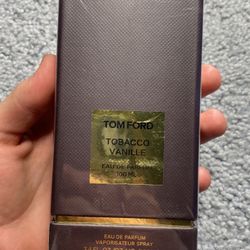 TOM FORD
TOBACCO
VANILLE
EAU DE PARFUM
100 ML
EAU DE PARFUM
VAPORISATEUR SPRAY